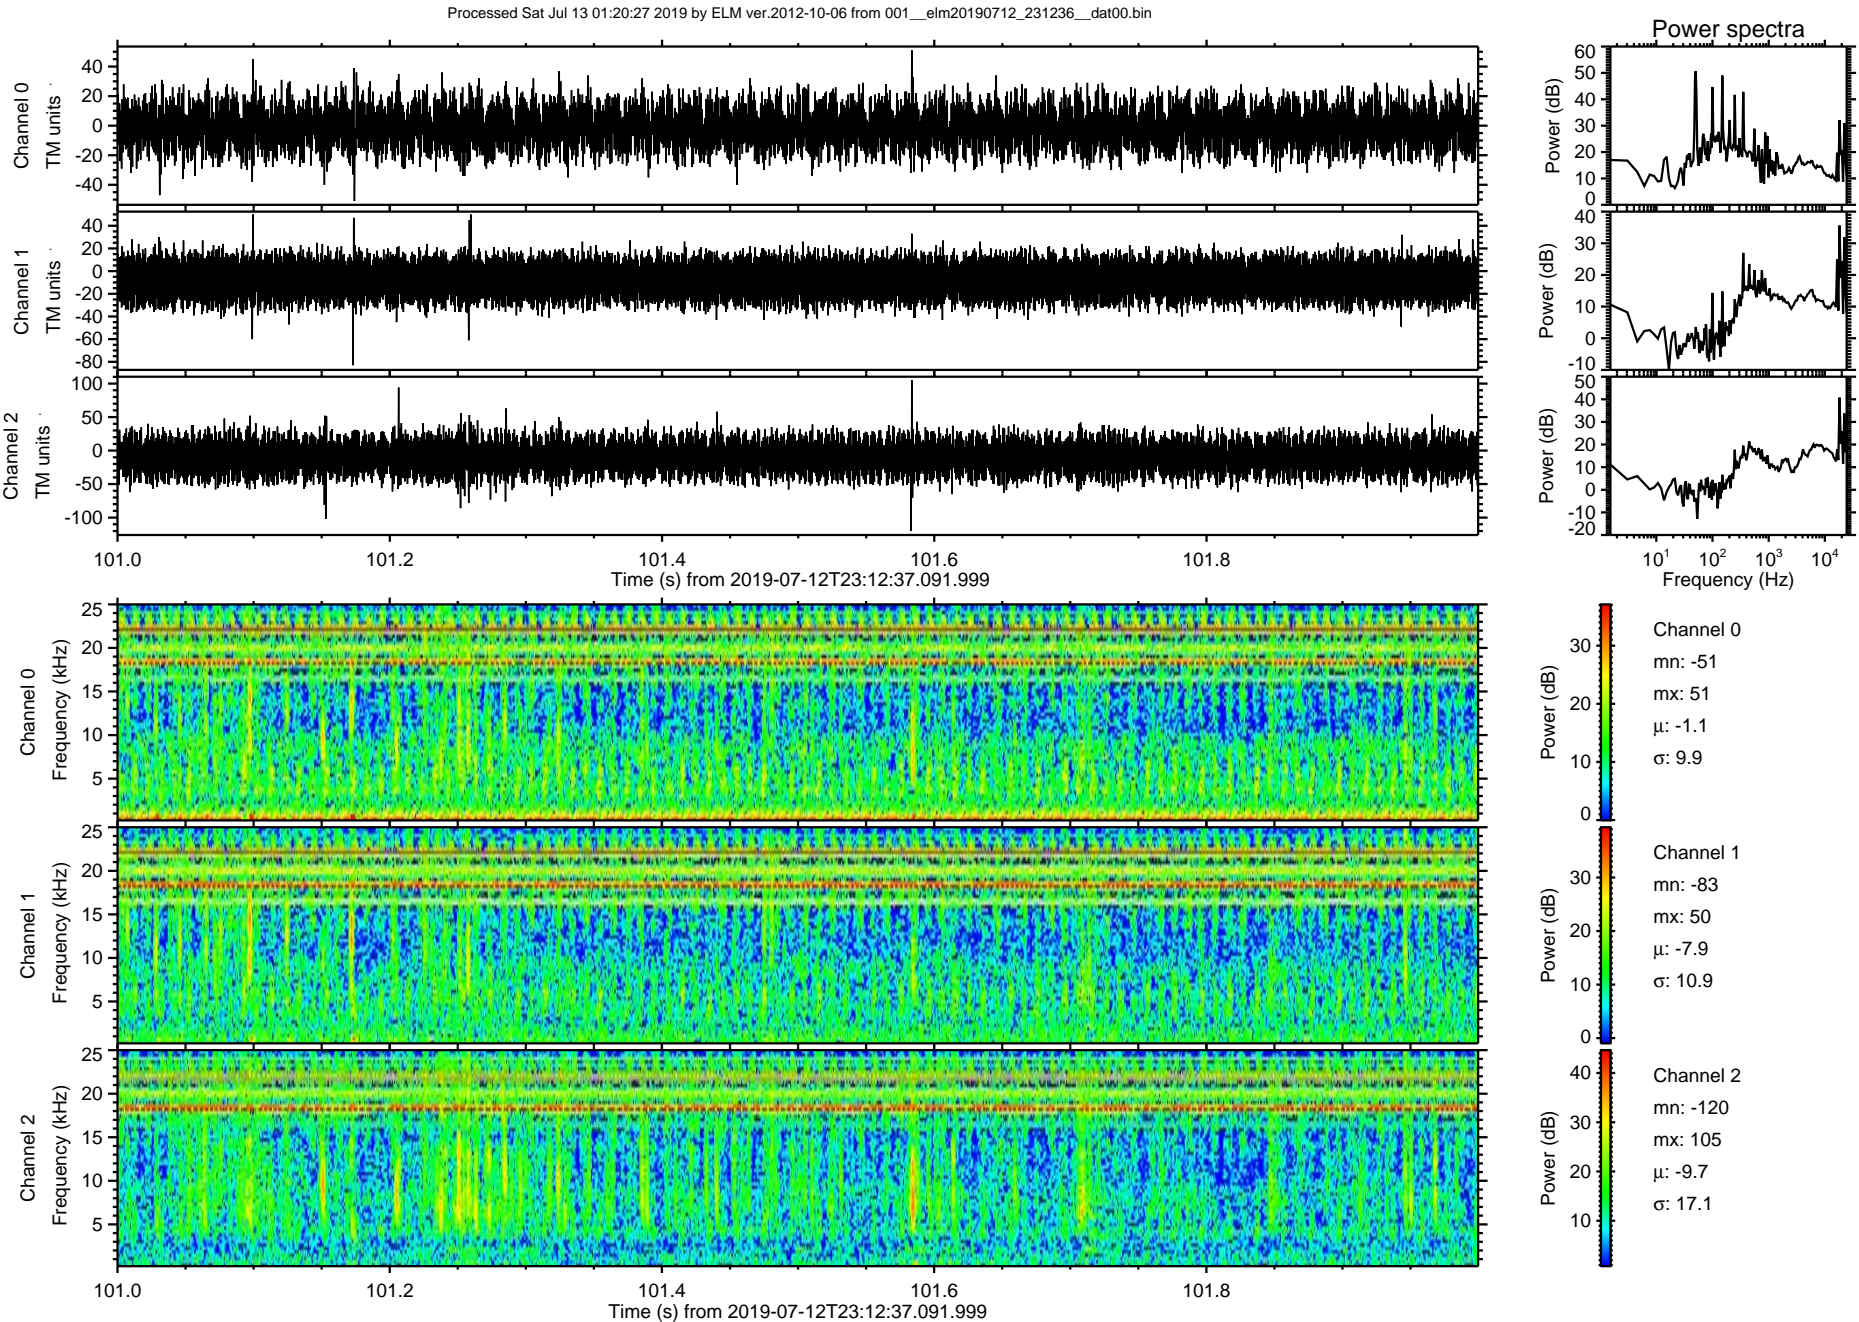 Processed Sat Jul 13 01:20:27 2019 by ELM ver.2012-10-06 from 001__elm20190712_231236__dat00.bin
Power spectra
Channel 0
TM units
40
20
0
-20
-40
Power (dB)
60
50
40
30
20
10
0
Channel 1
TM units
40
20
0
-20
-40
-60
-80
Power (dB)
40
30
20
10
0
-10
Channel 2
TM units
100
50
0
-50
-100
Power (dB)
50
40
30
20
10
0
-10
-20
101.0 101.2 101.4 101.6 101.8
Time (s) from 2019-07-12T23:12:37.091.999
10¹ 10² 10³ 10⁴
Frequency (Hz)
Channel 0
Frequency (kHz)
25
20
15
10
5
Power (dB)
30
20
10
0
Channel 0
mn: -51
mx: 51
μ: -1.1
σ: 9.9
Channel 1
Frequency (kHz)
25
20
15
10
5
Power (dB)
30
20
10
0
Channel 1
mn: -83
mx: 50
μ: -7.9
σ: 10.9
Channel 2
Frequency (kHz)
25
20
15
10
5
Power (dB)
40
30
20
10
Channel 2
mn: -120
mx: 105
μ: -9.7
σ: 17.1
101.0 101.2 101.4 101.6 101.8
Time (s) from 2019-07-12T23:12:37.091.999